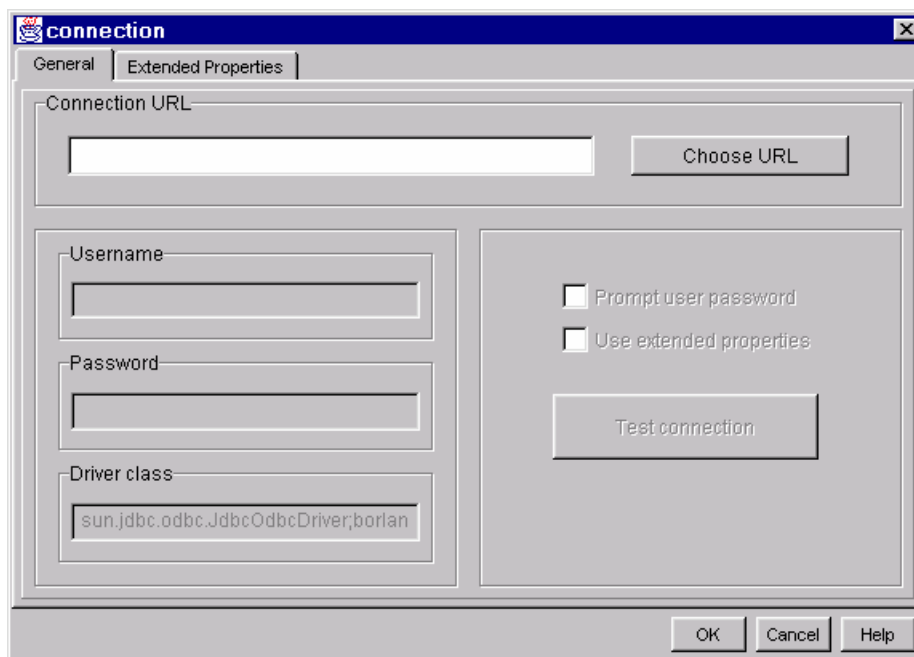 connection
General
Extended Properties
Connection URL
Choose URL
Username
Password
Driver class
sun.jdbc.odbc.JdbcOdbcDriver;borlan
Prompt user password
Use extended properties
Test connection
OK
Cancel
Help